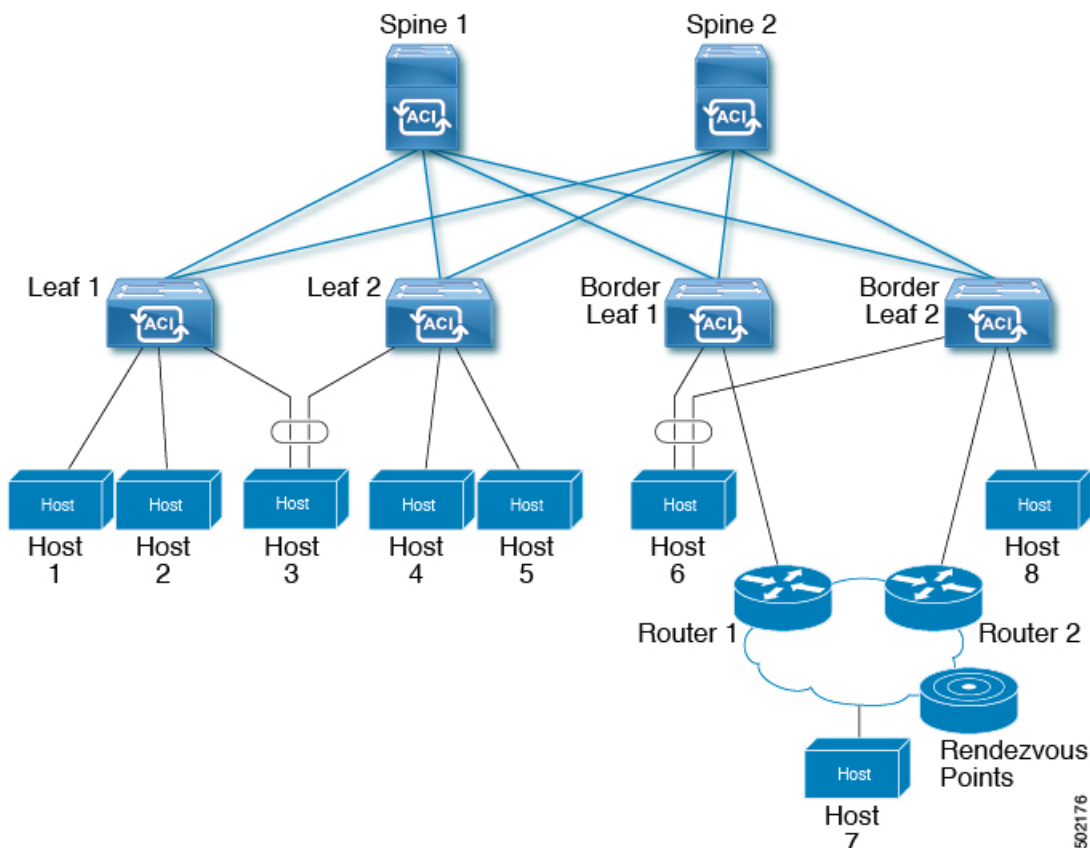 Spine 1
Spine 2
ACI
ACI
Leaf 1
Leaf 2
Border
Leaf 1
Border
Leaf 2
ACI
ACI
ACI
ACI
Host
Host
Host
Host
Host
Host
Host
Host
1
Host
2
Host
3
Host
4
Host
5
Host
6
Host
8
Router 1
Router 2
Rendezvous
Points
Host
Host
7
502176